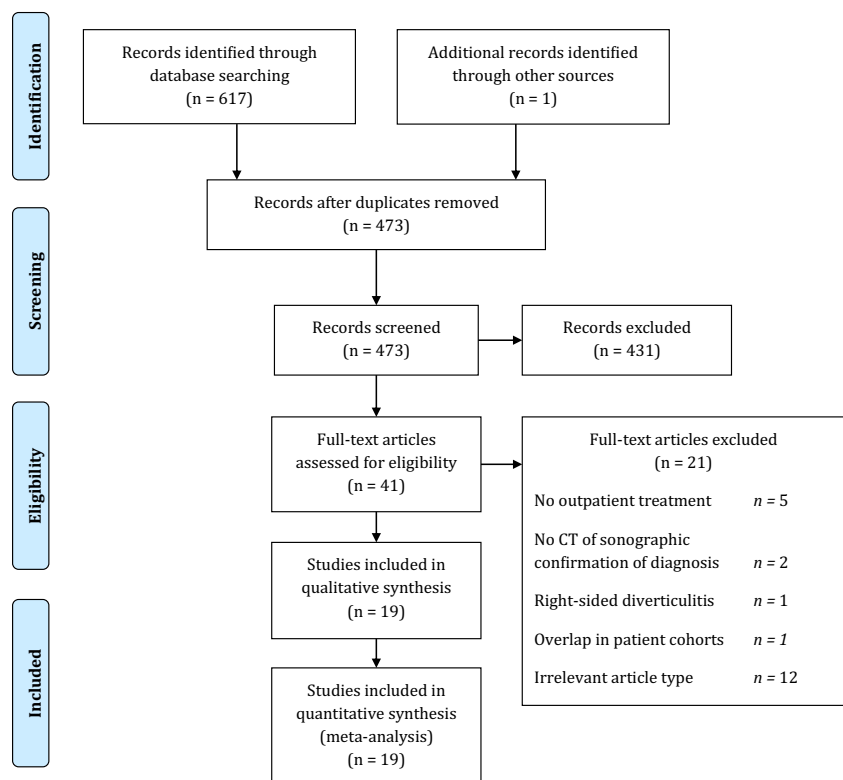 Identification
Records identified through
database searching
(n = 617)
Additional records identified
through other sources
(n = 1)
Records after duplicates removed
(n = 473)
Screening
Records screened
(n = 473)
Records excluded
(n = 431)
Eligibility
Full-text articles
assessed for eligibility
(n = 41)
Full-text articles excluded
(n = 21)
No outpatient treatment n = 5
No CT of sonographic
confirmation of diagnosis n = 2
Right-sided diverticulitis n = 1
Overlap in patient cohorts n = 1
Irrelevant article type n = 12
Studies included in
qualitative synthesis
(n = 19)
Included
Studies included in
quantitative synthesis
(meta-analysis)
(n = 19)